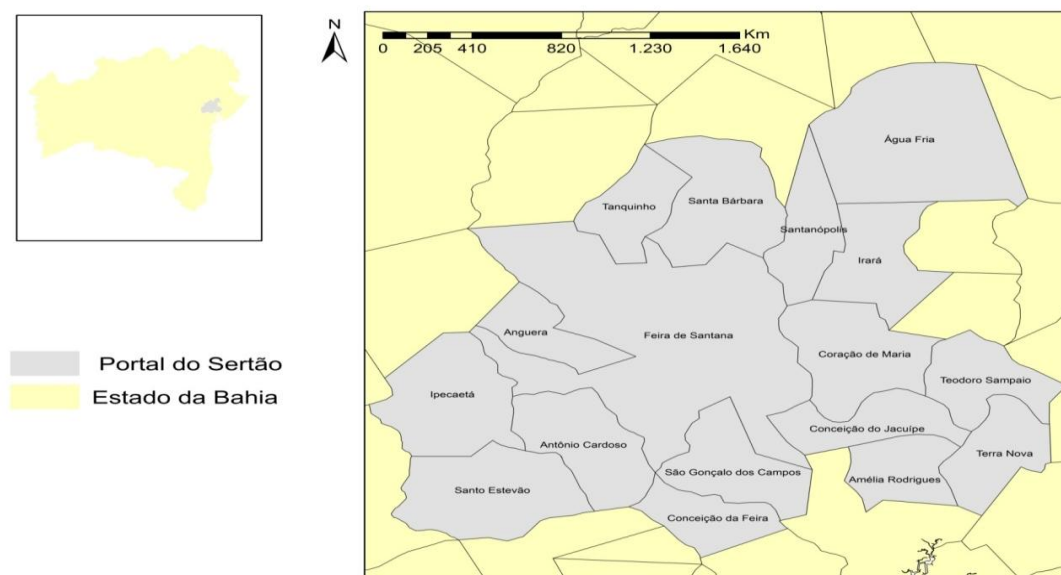 N
Km
0 205 410 820 1.230 1.640
Água Fria
Santa Bárbara
Tanquinho
Santanópolis
Irará
Anguera
Feira de Santana
Coração de Maria
Portal do Sertão
Teodoro Sampaio
Ipecaetá
Estado da Bahia
Conceição do Jacuípe
Antônio Cardoso
Terra Nova
São Gonçalo dos Campos
Amélia Rodrigues
Santo Estevão
Conceição da Feira